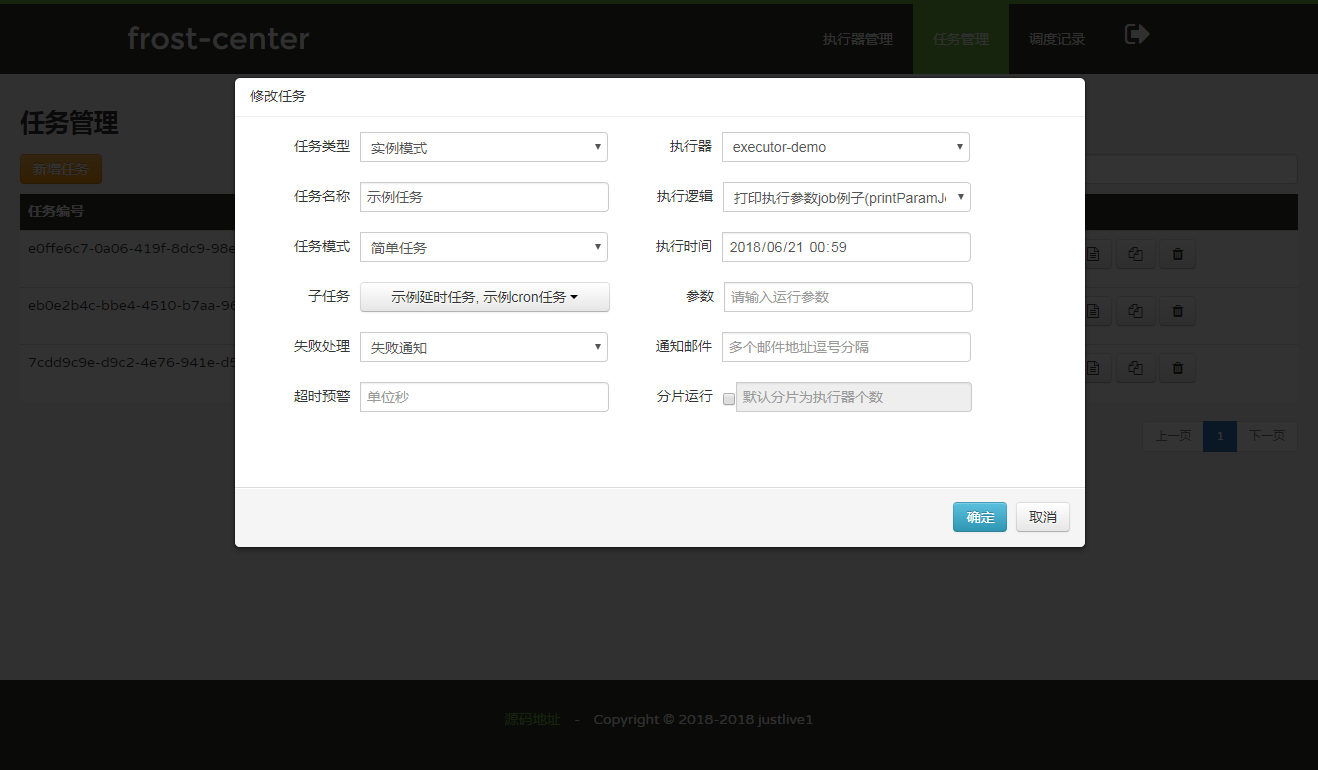 frost-center
执行器管理 任务管理 调度记录
任务管理
新增任务
任务编号
e0ffe6c7-0a06-419f-8dc9-98e
eb0e2b4c-bbe4-4510-b7aa-96
7cdd9c9e-d9c2-4e76-941e-d5
修改任务
任务类型 实例模式 执行器 executor-demo
任务名称 示例任务 执行逻辑 打印执行参数job例子(printParamJo
任务模式 简单任务 执行时间 2018/06/21 00:59
子任务 示例延时任务, 示例cron任务 参数 请输入运行参数
失败处理 失败通知 通知邮件 多个邮件地址逗号分隔
超时预警 单位秒 分片运行 默认分片为执行器个数
确定 取消
上一页 1 下一页
源码地址 - Copyright © 2018-2018 justlive1